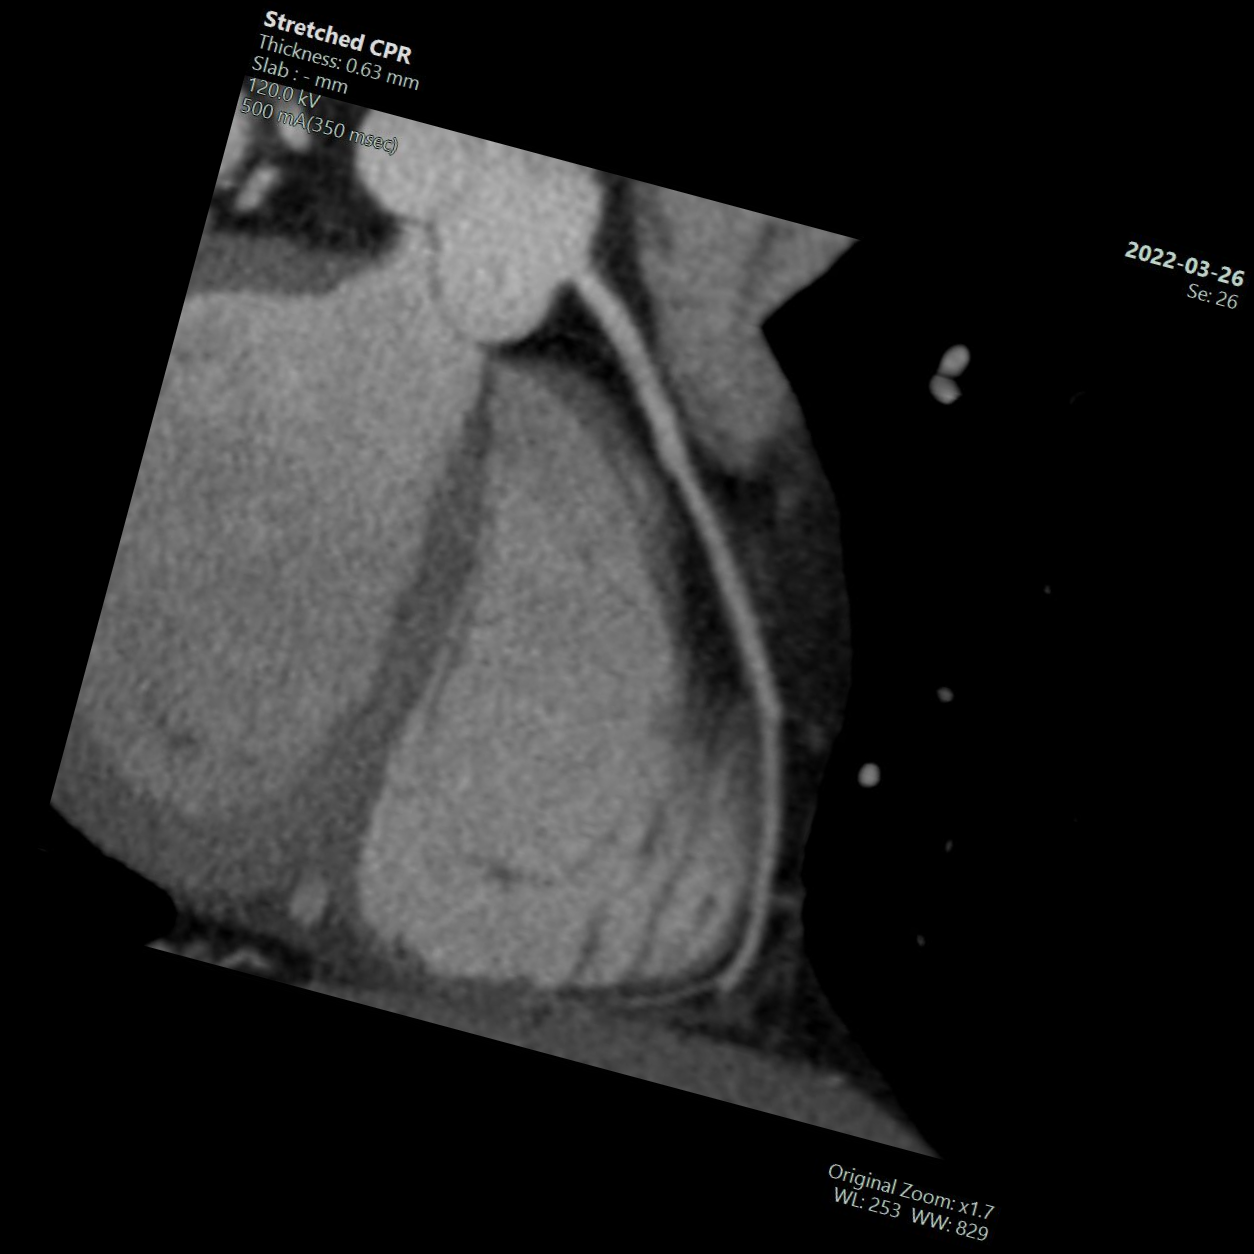 Stretched CPR
Thickness: 0.63 mm
Slab : - mm
120.0 kV
500 mA(350 msec)
2022-03-26
Se: 26
Original Zoom: x1.7
WL: 253 WW: 829